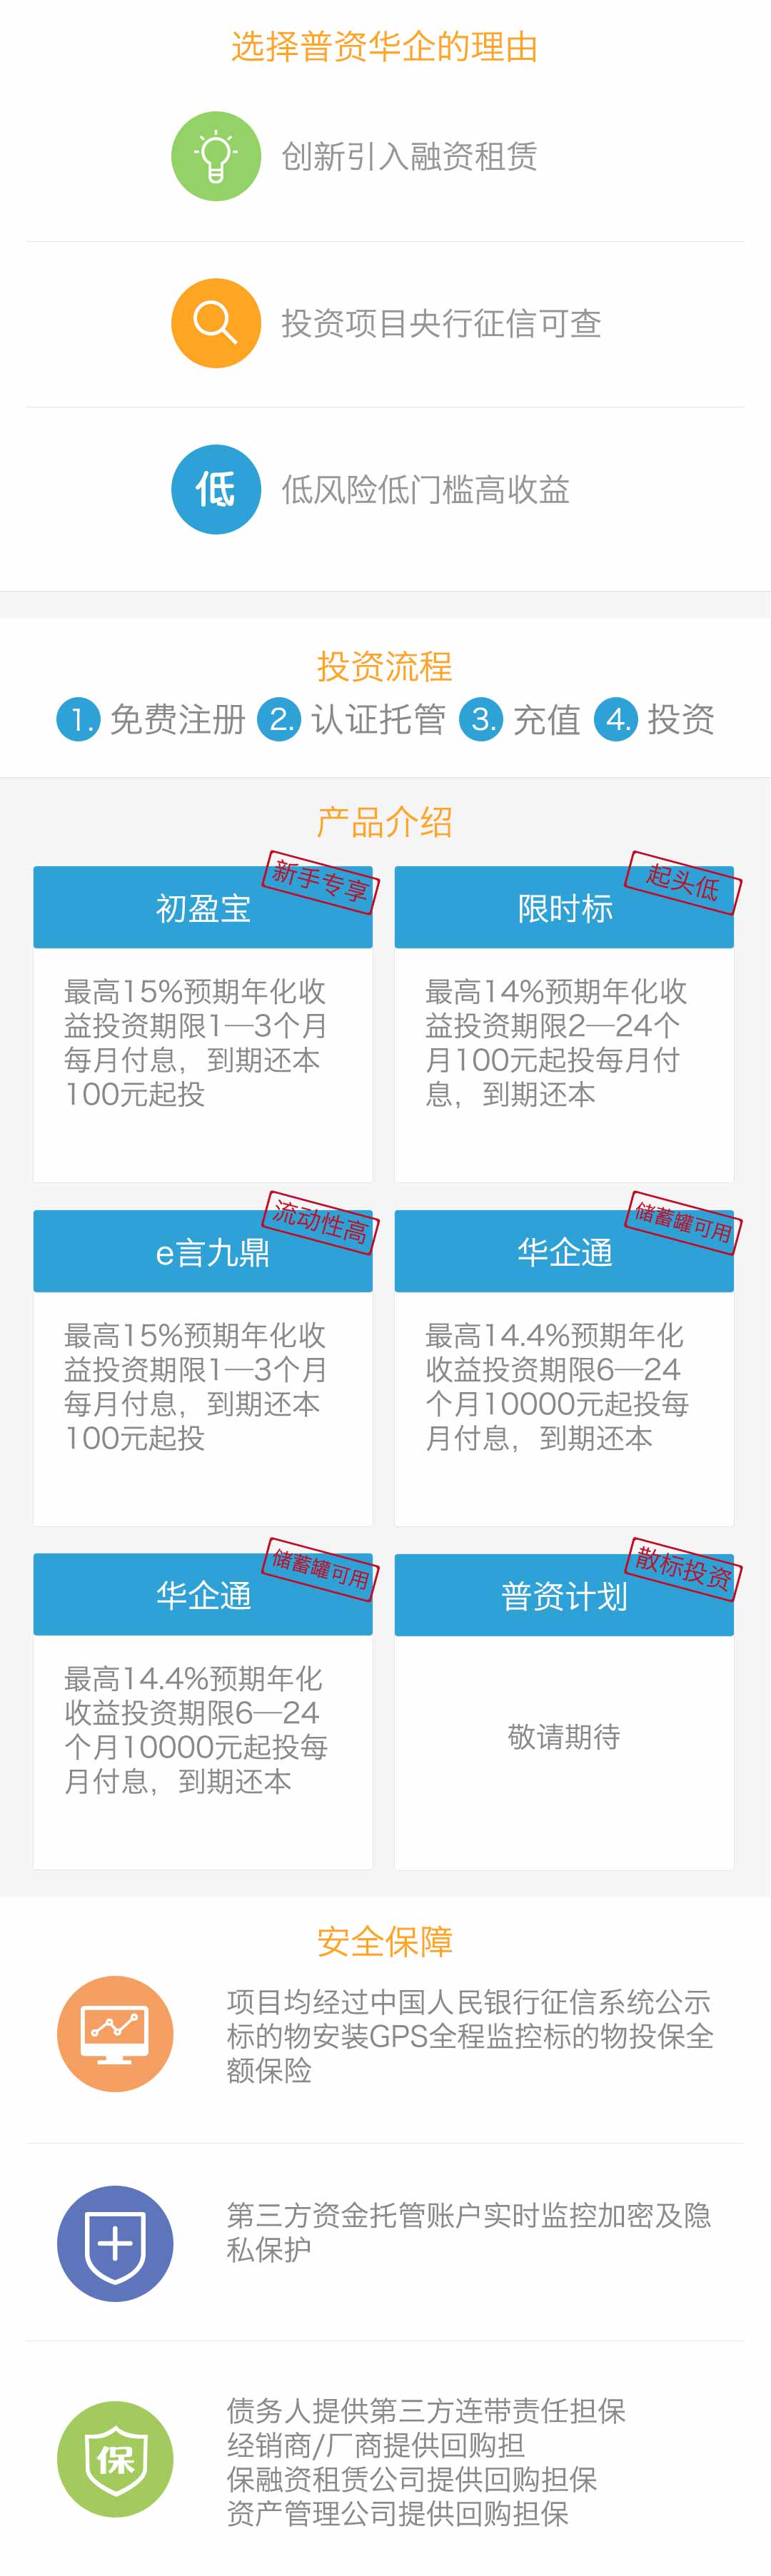 选择普资华企的理由
创新引入融资租赁
投资项目央行征信可查
低
低风险低门槛高收益
投资流程
1. 免费注册 2. 认证托管 3. 充值 4. 投资
产品介绍
新手专享
初盈宝
最高15%预期年化收
益投资期限1—3个月
每月付息，到期还本
100元起投
起头低
限时标
最高14%预期年化收
益投资期限2—24个
月100元起投每月付
息，到期还本
流动性高
e言九鼎
最高15%预期年化收
益投资期限1—3个月
每月付息，到期还本
100元起投
储蓄罐可用
华企通
最高14.4%预期年化
收益投资期限6—24
个月10000元起投每
月付息，到期还本
储蓄罐可用
华企通
最高14.4%预期年化
收益投资期限6—24
个月10000元起投每
月付息，到期还本
散标投资
普资计划
敬请期待
安全保障
项目均经过中国人民银行征信系统公示
标的物安装GPS全程监控标的物投保全
额保险
第三方资金托管账户实时监控加密及隐
私保护
保
债务人提供第三方连带责任担保
经销商/厂商提供回购担
保融资租赁公司提供回购担保
资产管理公司提供回购担保